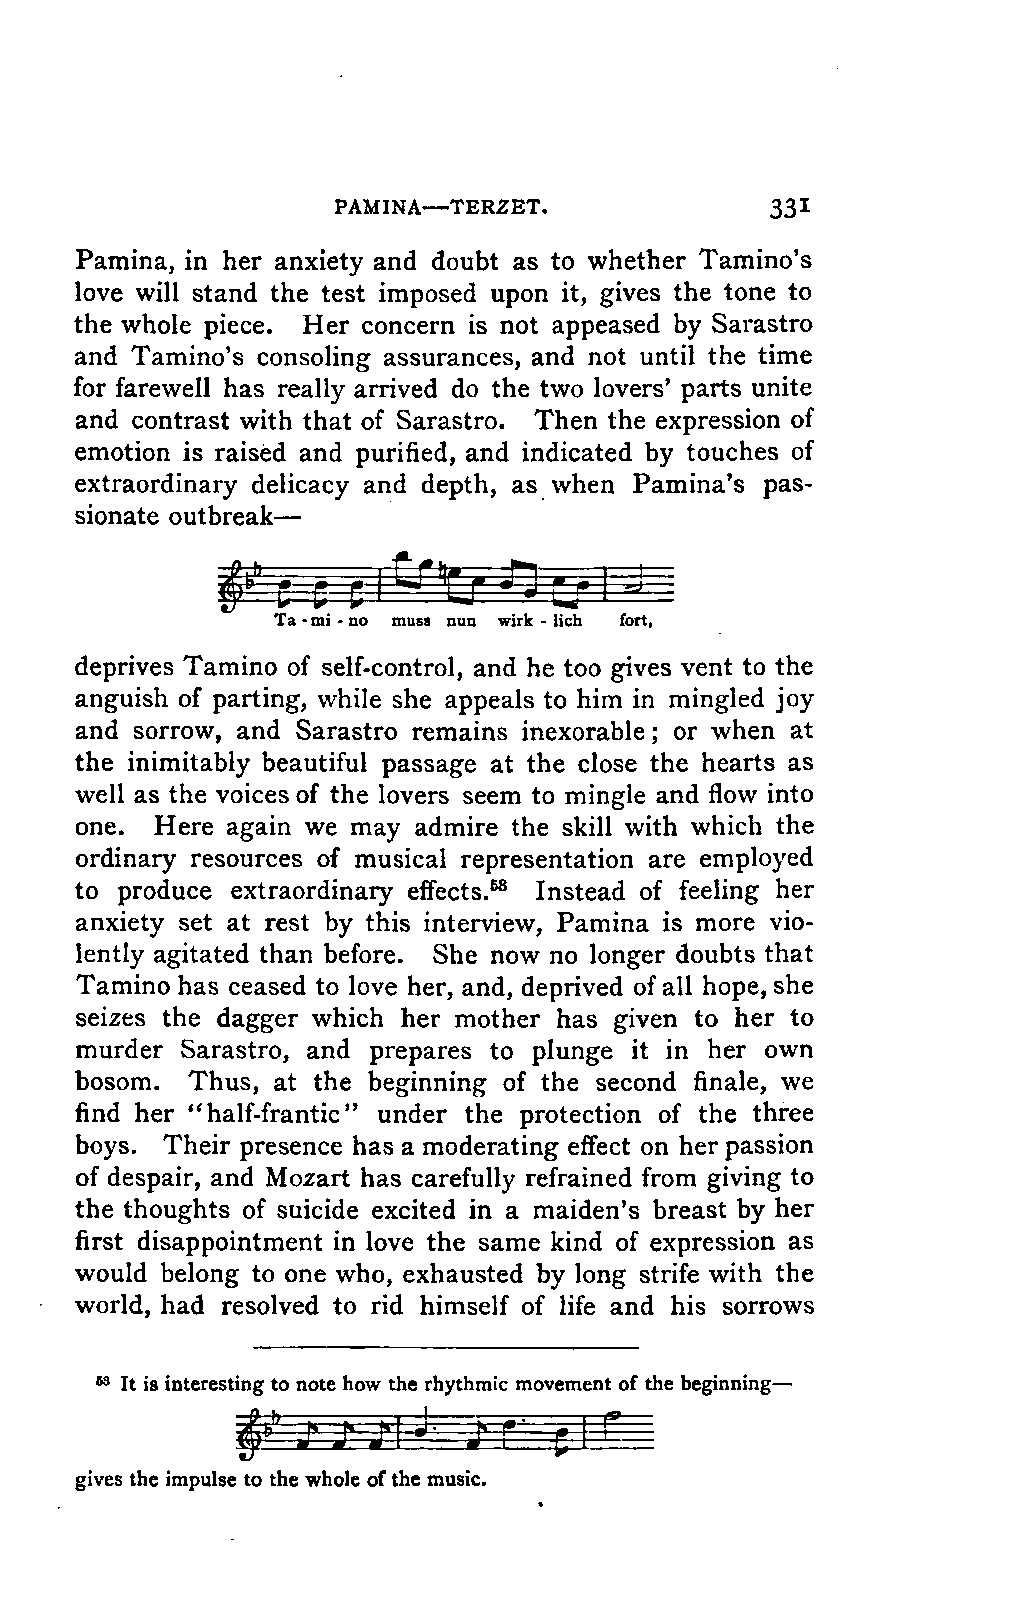 PAMINA—TERZET. 331
Pamina, in her anxiety and doubt as to whether Tamino's
love will stand the test imposed upon it, gives the tone to
the whole piece. Her concern is not appeased by Sarastro
and Tamino's consoling assurances, and not until the time
for farewell has really arrived do the two lovers' parts unite
and contrast with that of Sarastro. Then the expression of
emotion is raised and purified, and indicated by touches of
extraordinary delicacy and depth, as when Pamina's pas-
sionate outbreak—
Ta - mi - no muss nun wirk - lich fort,
deprives Tamino of self-control, and he too gives vent to the
anguish of parting, while she appeals to him in mingled joy
and sorrow, and Sarastro remains inexorable; or when at
the inimitably beautiful passage at the close the hearts as
well as the voices of the lovers seem to mingle and flow into
one. Here again we may admire the skill with which the
ordinary resources of musical representation are employed
to produce extraordinary effects.⁵⁸ Instead of feeling her
anxiety set at rest by this interview, Pamina is more vio-
lently agitated than before. She now no longer doubts that
Tamino has ceased to love her, and, deprived of all hope, she
seizes the dagger which her mother has given to her to
murder Sarastro, and prepares to plunge it in her own
bosom. Thus, at the beginning of the second finale, we
find her "half-frantic" under the protection of the three
boys. Their presence has a moderating effect on her passion
of despair, and Mozart has carefully refrained from giving to
the thoughts of suicide excited in a maiden's breast by her
first disappointment in love the same kind of expression as
would belong to one who, exhausted by long strife with the
world, had resolved to rid himself of life and his sorrows
⁵⁸ It is interesting to note how the rhythmic movement of the beginning—
gives the impulse to the whole of the music.